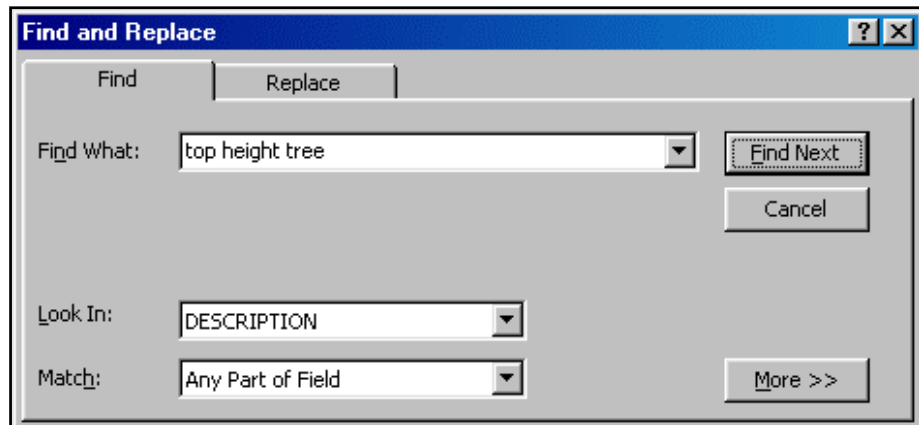 Find and Replace
Find Replace
Find What: top height tree Find Next
Cancel
Look In: DESCRIPTION
Match: Any Part of Field More >>